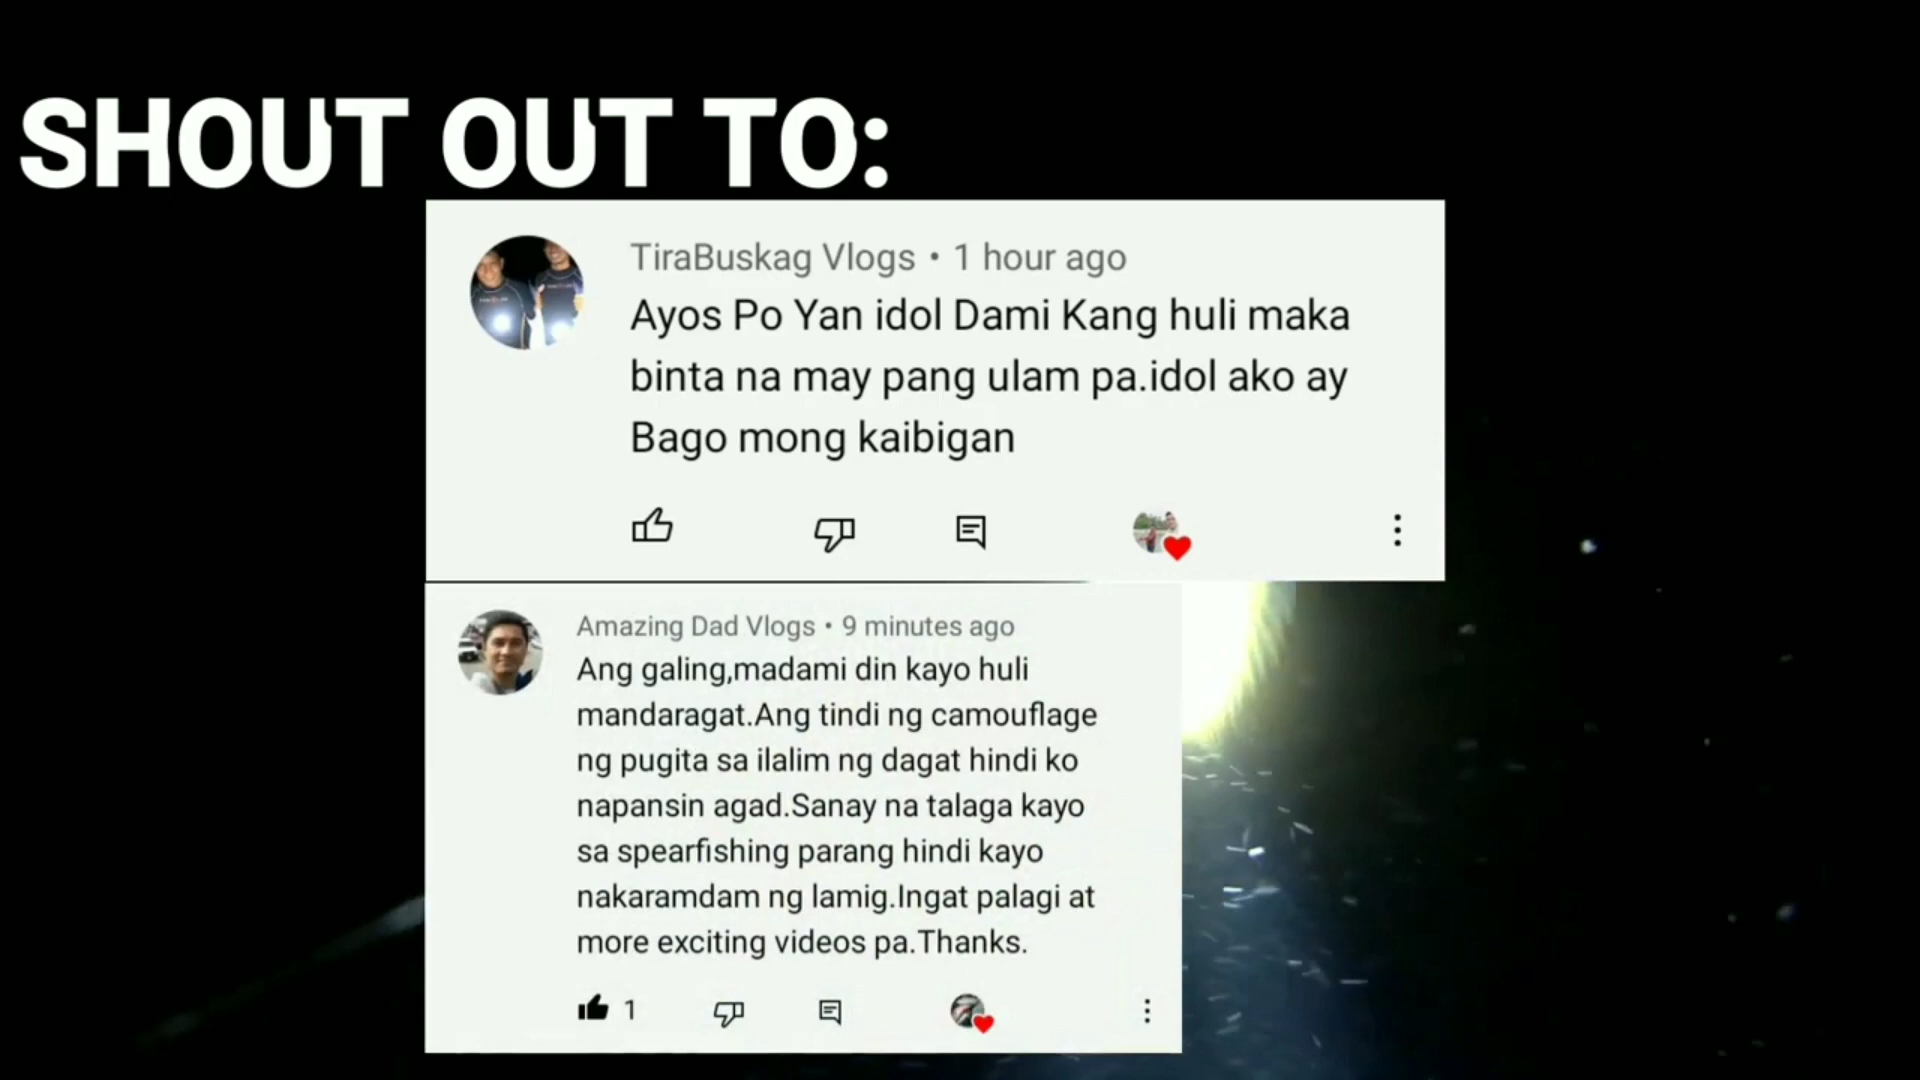 SHOUT OUT TO:
TiraBuskag Vlogs • 1 hour ago
Ayos Po Yan idol Dami Kang huli maka
binta na may pang ulam pa.idol ako ay
Bago mong kaibigan
Amazing Dad Vlogs • 9 minutes ago
Ang galing,madami din kayo huli
mandaragat.Ang tindi ng camouflage
ng pugita sa ilalim ng dagat hindi ko
napansin agad.Sanay na talaga kayo
sa spearfishing parang hindi kayo
nakaramdam ng lamig.Ingat palagi at
more exciting videos pa.Thanks.
1